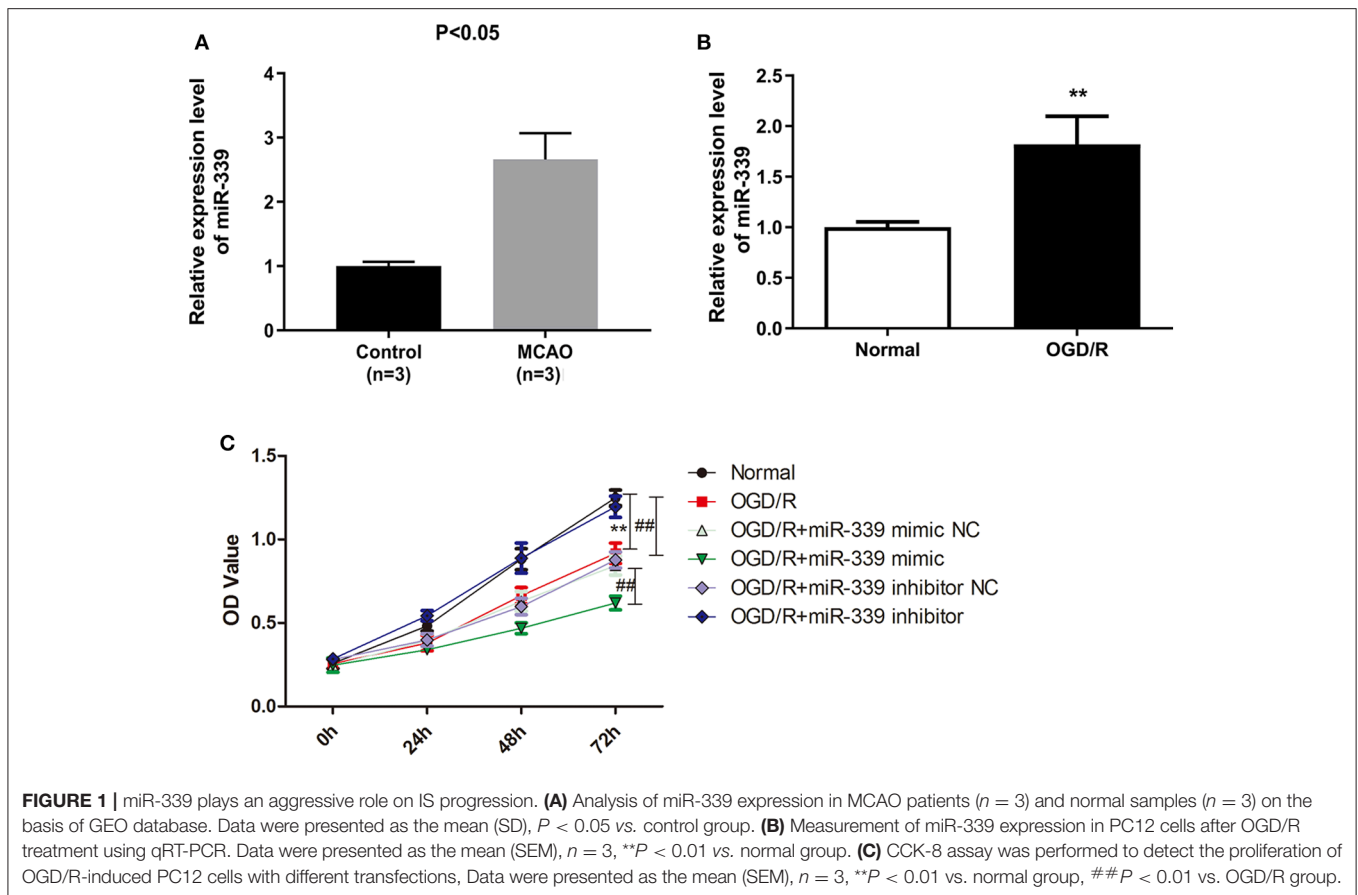 A
P<0.05
Relative expression level
of miR-339
4
3
2
1
0
Control
(n=3)
MCAO
(n=3)
B
Relative expression level
of miR-339
2.5
2.0
1.5
1.0
0.5
0.0
**
Normal
OGD/R
C
OD Value
1.5
1.0
0.5
0.0
0h
24h
48h
72h
**
##
##
Normal
OGD/R
OGD/R+miR-339 mimic NC
OGD/R+miR-339 mimic
OGD/R+miR-339 inhibitor NC
OGD/R+miR-339 inhibitor
FIGURE 1 | miR-339 plays an aggressive role on IS progression. (A) Analysis of miR-339 expression in MCAO patients (n = 3) and normal samples (n = 3) on the
basis of GEO database. Data were presented as the mean (SD), P < 0.05 vs. control group. (B) Measurement of miR-339 expression in PC12 cells after OGD/R
treatment using qRT-PCR. Data were presented as the mean (SEM), n = 3, **P < 0.01 vs. normal group. (C) CCK-8 assay was performed to detect the proliferation of
OGD/R-induced PC12 cells with different transfections, Data were presented as the mean (SEM), n = 3, **P < 0.01 vs. normal group, ##P < 0.01 vs. OGD/R group.